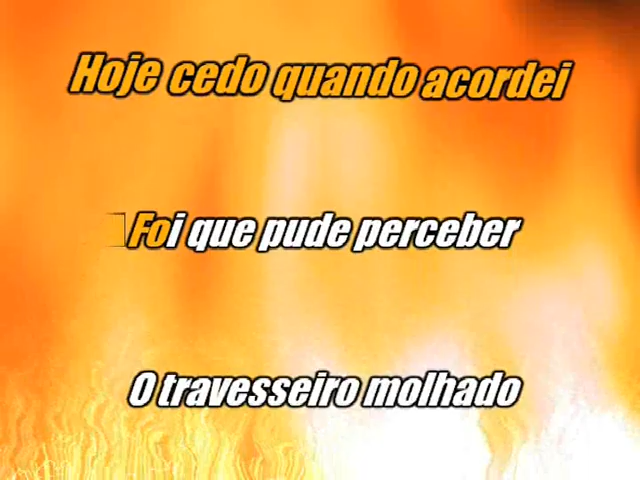 Hoje cedo quando acordei
Foi que pude perceber
O travesseiro molhado